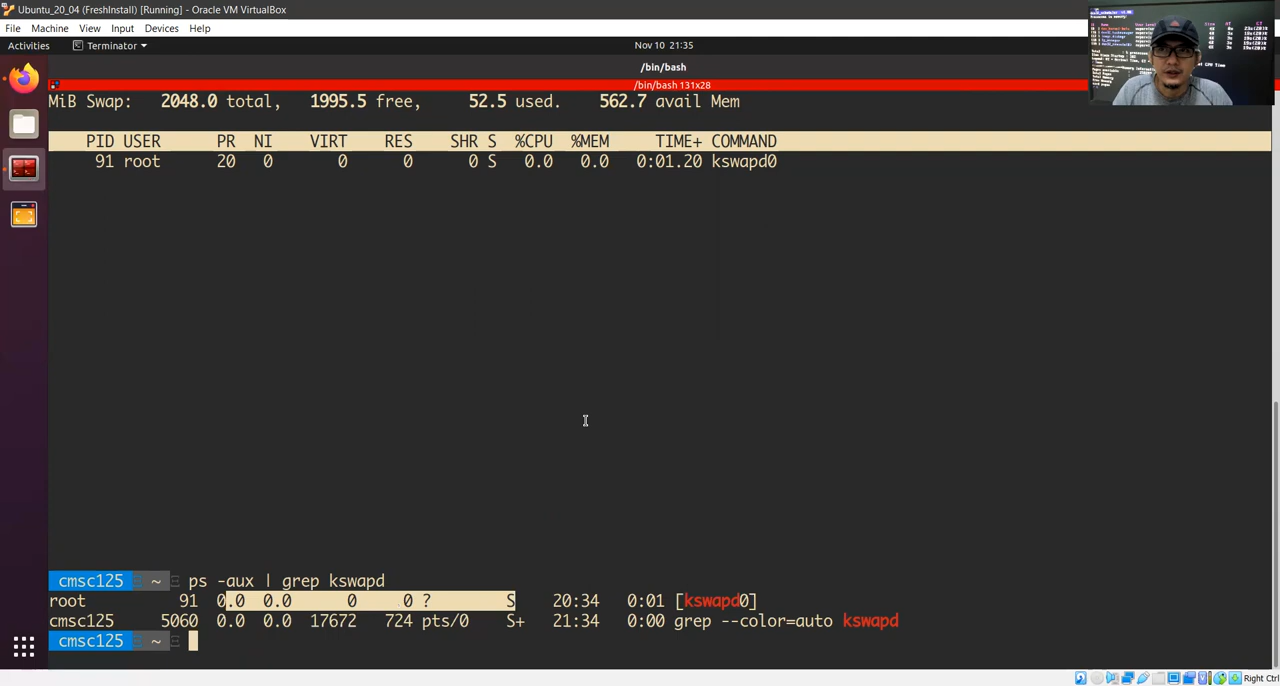 Ubuntu_20_04 (FreshInstall) [Running] - Oracle VM VirtualBox
File Machine View Input Devices Help
Activities Terminator Nov 10 21:35
/bin/bash
/bin/bash 131x28
MiB Swap: 2048.0 total, 1995.5 free, 52.5 used. 562.7 avail Mem
PID USER PR NI VIRT RES SHR S %CPU %MEM TIME+ COMMAND
91 root 20 0 0 0 0 S 0.0 0.0 0:01.20 kswapd0
cmsc125 ~ ps -aux | grep kswapd
root 91 0.0 0.0 0 0 ? S 20:34 0:01 [kswapd0]
cmsc125 5060 0.0 0.0 17672 724 pts/0 S+ 21:34 0:00 grep --color=auto kswapd
cmsc125 ~
Right Ctrl